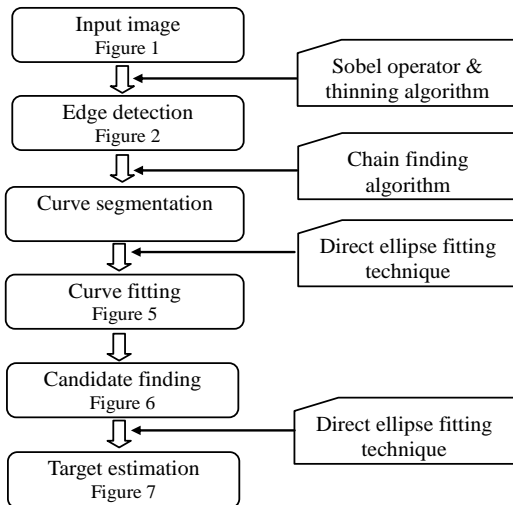 Input image
Figure 1
Sobel operator &
thinning algorithm
Edge detection
Figure 2
Chain finding
algorithm
Curve segmentation
Direct ellipse fitting
technique
Curve fitting
Figure 5
Candidate finding
Figure 6
Direct ellipse fitting
technique
Target estimation
Figure 7